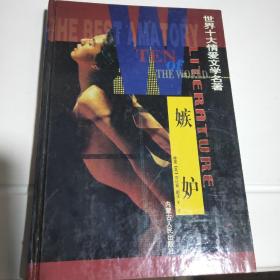 世界十大情爱文学名著
THE BEST AMATORY
TEN
OF
THE WORLD
LITERATURE
嫉妒
内蒙古人民出版社